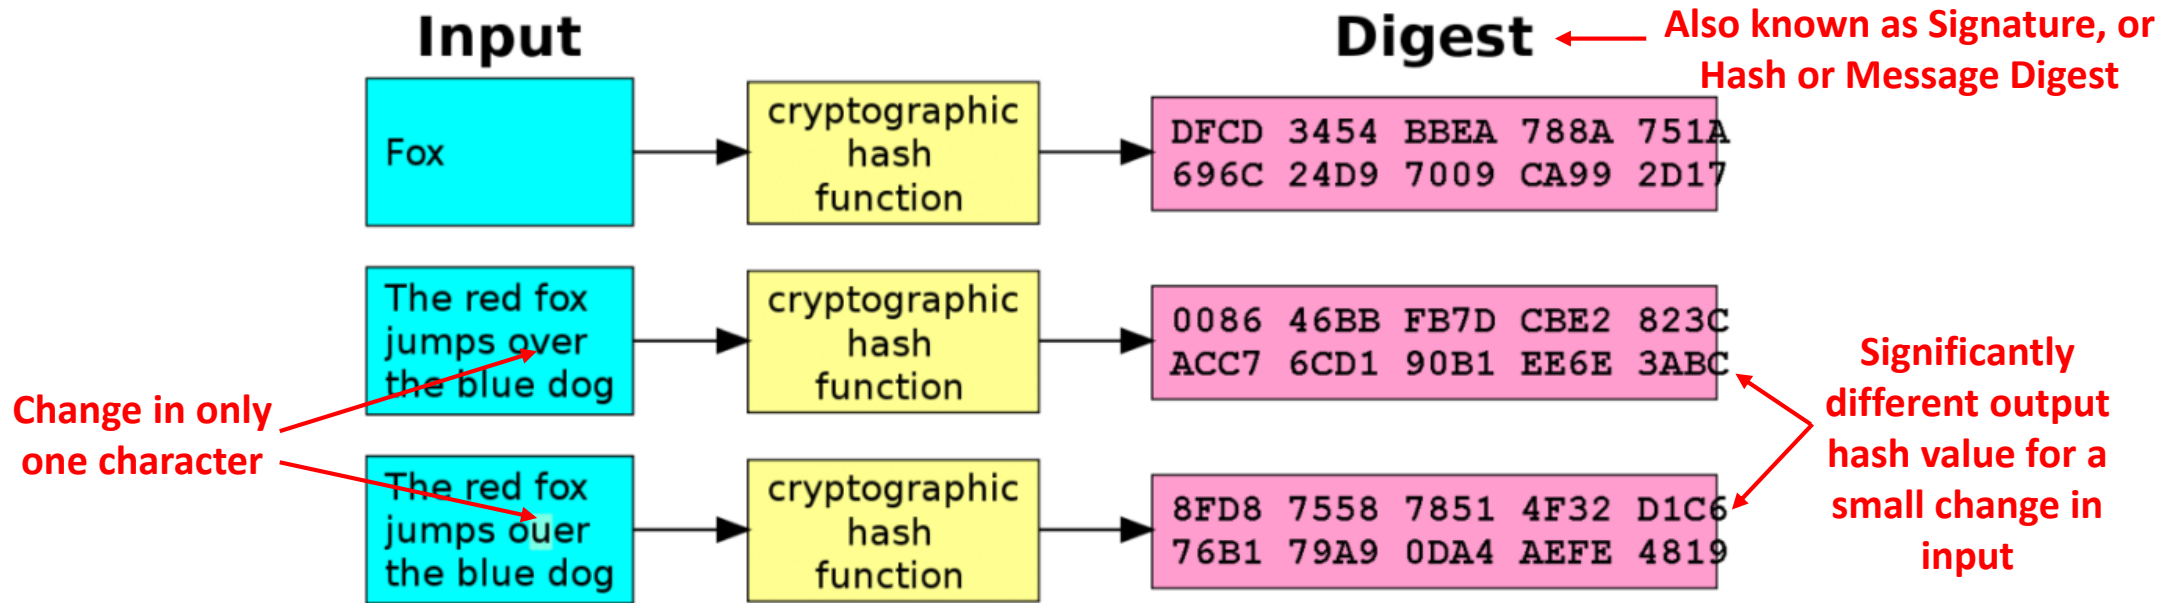 Input
Digest
Also known as Signature, or
Hash or Message Digest
Fox
cryptographic
hash
function
DFCD 3454 BBEA 788A 751A
696C 24D9 7009 CA99 2D17
The red fox
jumps over
the blue dog
cryptographic
hash
function
0086 46BB FB7D CBE2 823C
ACC7 6CD1 90B1 EE6E 3ABC
Change in only
one character
Significantly
different output
hash value for a
small change in
input
The red fox
jumps ouer
the blue dog
cryptographic
hash
function
8FD8 7558 7851 4F32 D1C6
76B1 79A9 0DA4 AEFE 4819